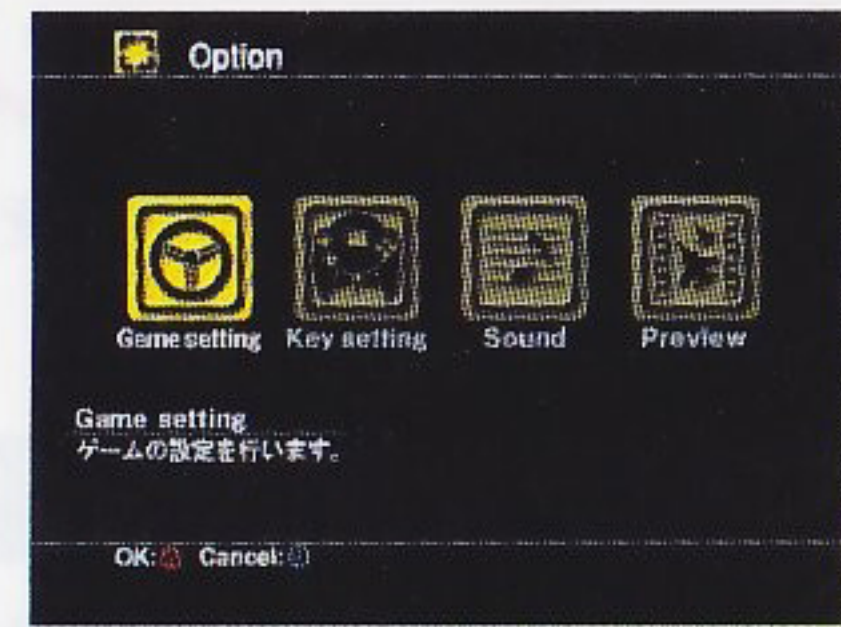 Option
Game setting Key setting Sound Preview
Game setting
ゲームの設定を行います。
OK: Cancel: